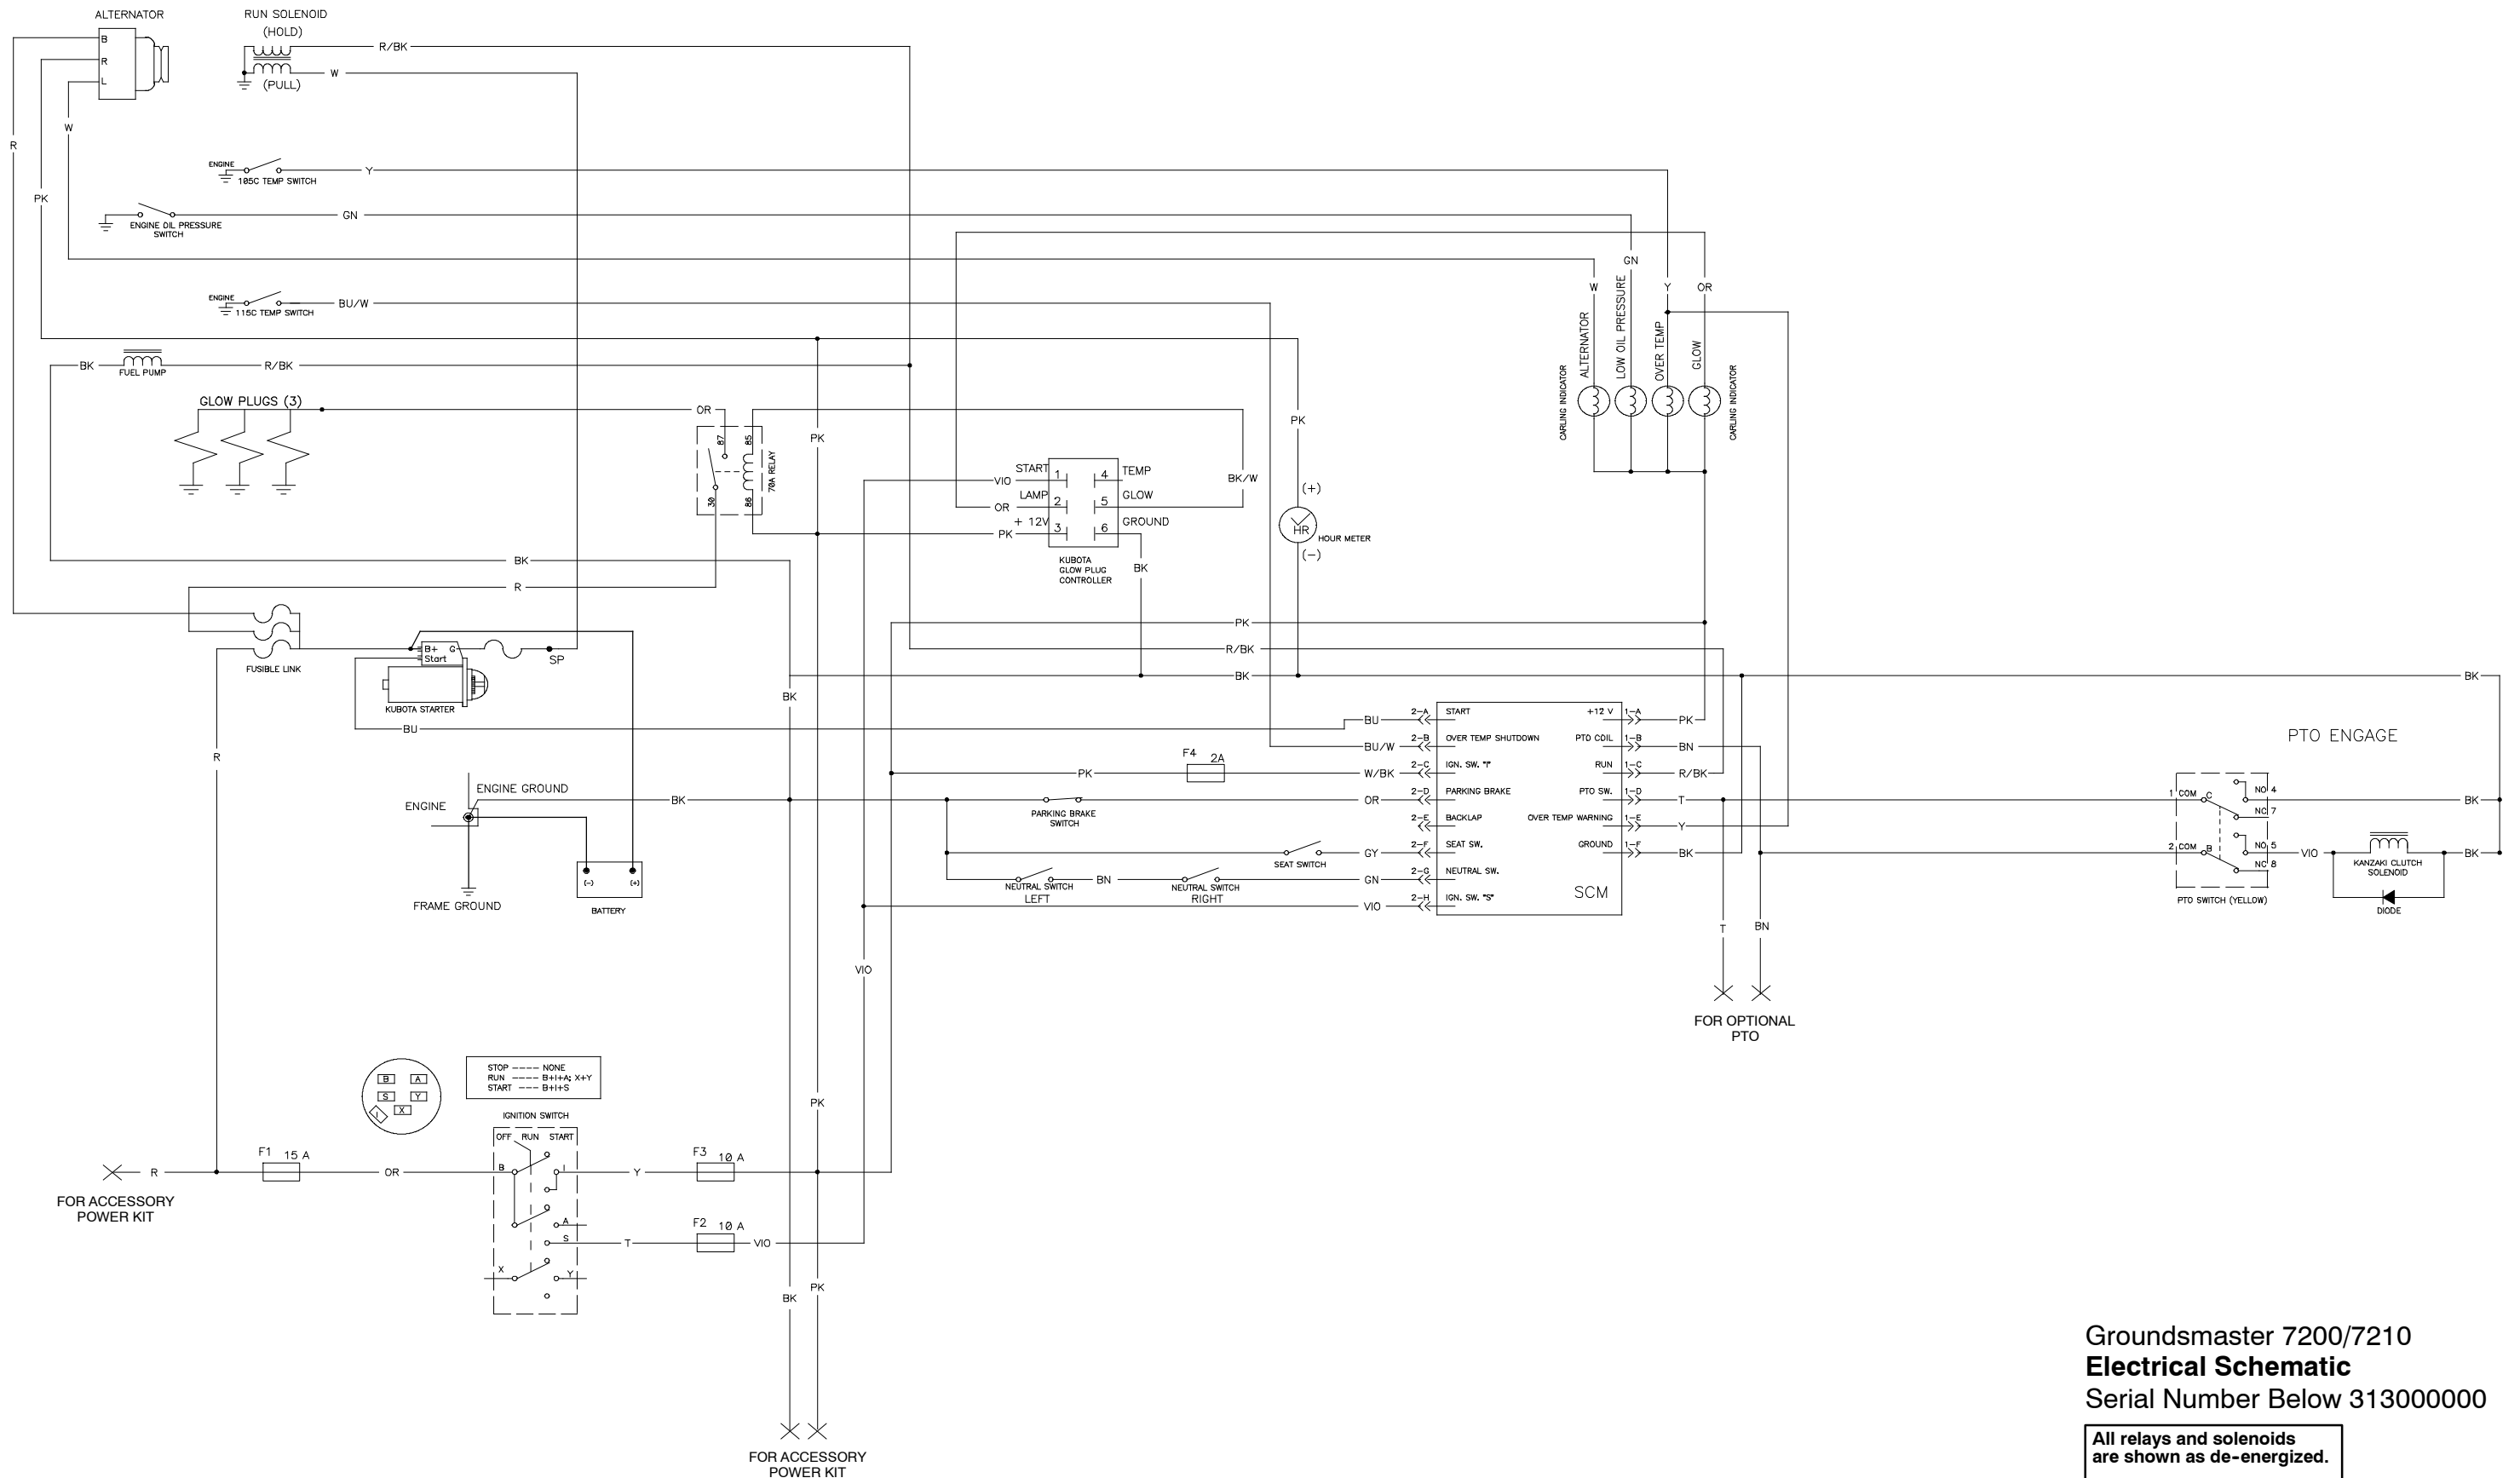 ALTERNATOR
RUN SOLENOID
(HOLD)
B
R
L
R/BK
W
(PULL)
W
R
PK
ENGINE
105C TEMP SWITCH
Y
GN
ENGINE OIL PRESSURE
SWITCH
ENGINE
115C TEMP SWITCH
BU/W
BK
FUEL PUMP
R/BK
GLOW PLUGS (3)
OR
87
85
30
86
70A RELAY
PK
GN
W
Y
OR
ALTERNATOR
LOW OIL PRESSURE
OVER TEMP
GLOW
CARLING INDICATOR
CARLING INDICATOR
PK
START
1
4
TEMP
VIO
LAMP
2
5
GLOW
OR
+ 12V
3
6
GROUND
PK
BK/W
KUBOTA
GLOW PLUG
CONTROLLER
BK
(+)
HR
HOUR METER
(-)
BK
R
FUSIBLE LINK
B+
G
Start
SP
KUBOTA STARTER
BU
PK
R/BK
BK
BK
BK
R
ENGINE GROUND
ENGINE
BK
FRAME GROUND
(-)
(+)
BATTERY
F4
2A
PK
PARKING BRAKE
SWITCH
SEAT SWITCH
NEUTRAL SWITCH
LEFT
BN
NEUTRAL SWITCH
RIGHT
BU
2-A
START
+12 V
1-A
PK
BU/W
2-B
OVER TEMP SHUTDOWN
PTO COIL
1-B
BN
W/BK
2-C
IGN. SW. "I"
RUN
1-C
R/BK
OR
2-D
PARKING BRAKE
PTO SW.
1-D
T
2-E
BACKLAP
OVER TEMP WARNING
1-E
Y
GY
2-F
SEAT SW.
GROUND
1-F
BK
GN
2-G
NEUTRAL SW.
VIO
2-H
IGN. SW. "S"
SCM
PTO ENGAGE
1 COM
C
NO 4
NC 7
2 COM
B
NO 5
NC 8
PTO SWITCH (YELLOW)
BK
VIO
KANZAKI CLUTCH
SOLENOID
BK
DIODE
T
BN
FOR OPTIONAL
PTO
VIO
B
A
S
Y
I
X
STOP ---- NONE
RUN ---- B+I+A; X+Y
START --- B+I+S
IGNITION SWITCH
OFF
RUN
START
B
I
A
S
X
Y
R
F1
15 A
OR
FOR ACCESSORY
POWER KIT
Y
F3
10 A
T
F2
10 A
VIO
PK
PK
BK
FOR ACCESSORY
POWER KIT
Groundsmaster 7200/7210
Electrical Schematic
Serial Number Below 313000000
All relays and solenoids
are shown as de-energized.